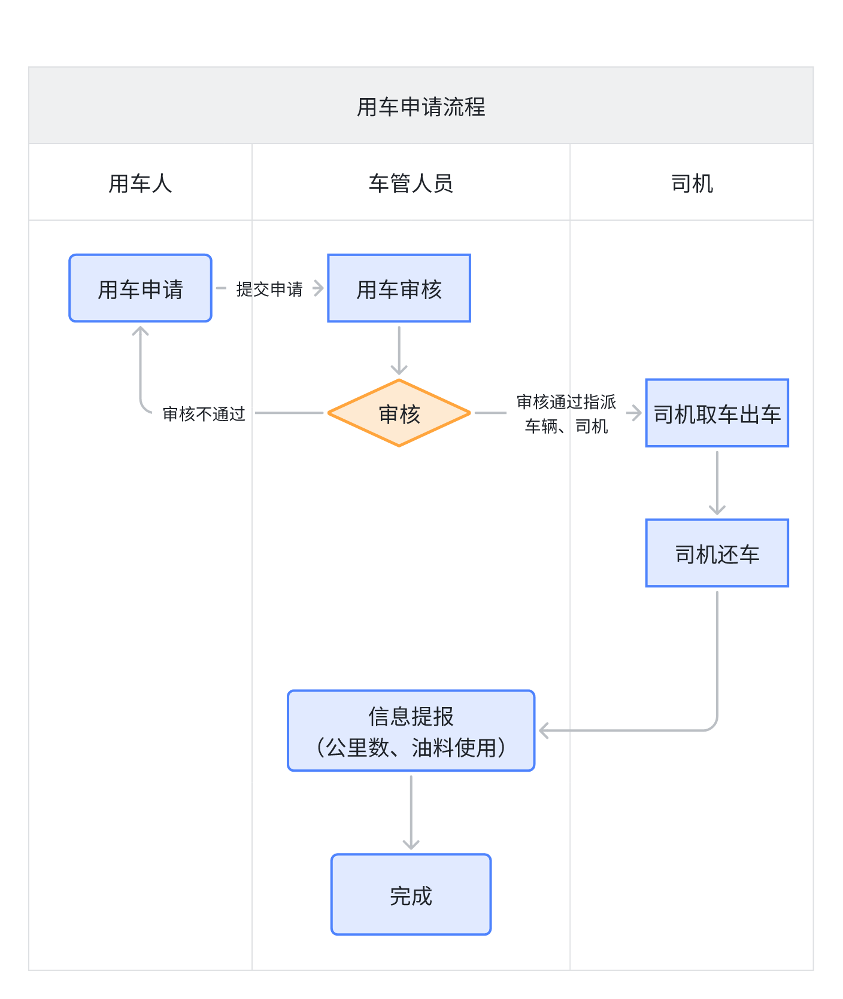 用车申请流程
用车人
车管人员
司机
用车申请
提交申请
用车审核
审核不通过
审核
审核通过指派
车辆、司机
司机取车出车
司机还车
信息提报
（公里数、油料使用）
完成